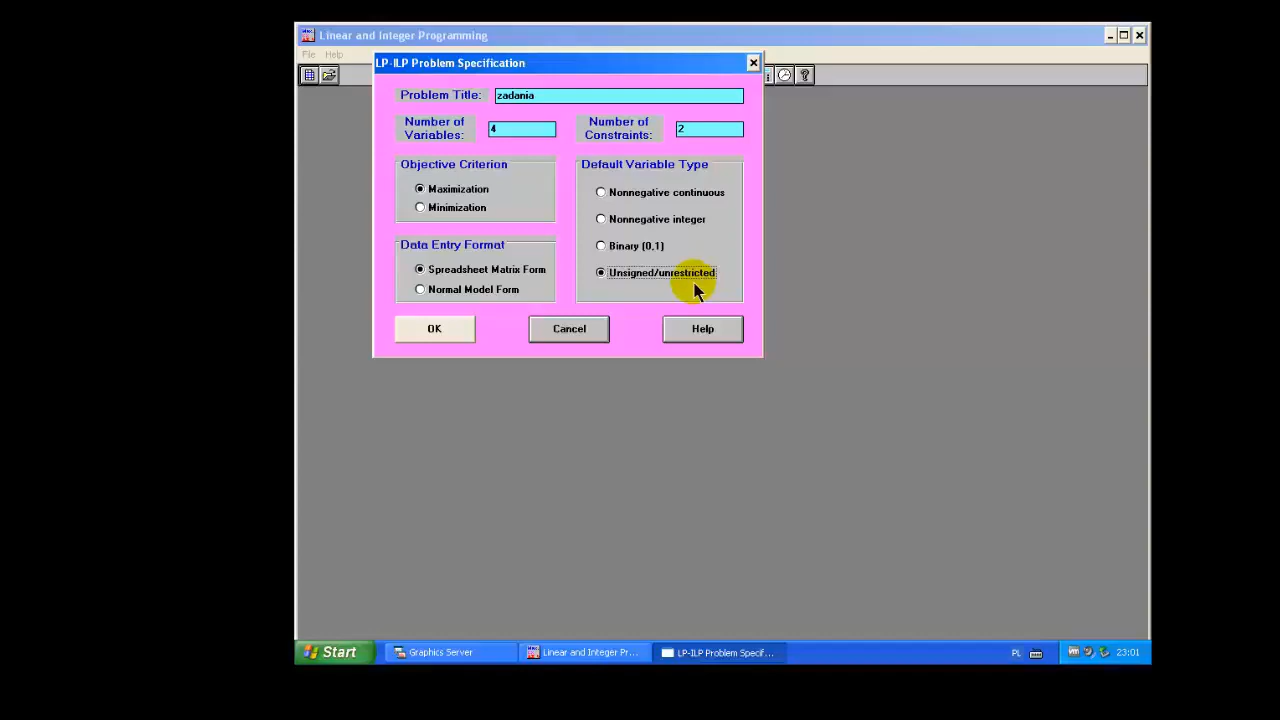 Linear and Integer Programming
File Help
LP-ILP Problem Specification
Problem Title: zadania
Number of Variables: 4
Number of Constraints: 2
Objective Criterion
Maximization
Minimization
Default Variable Type
Nonnegative continuous
Nonnegative integer
Binary (0,1)
Unsigned/unrestricted
Data Entry Format
Spreadsheet Matrix Form
Normal Model Form
OK Cancel Help
Start Graphics Server Linear and Integer Pr... LP-ILP Problem Specif... PL 23:01